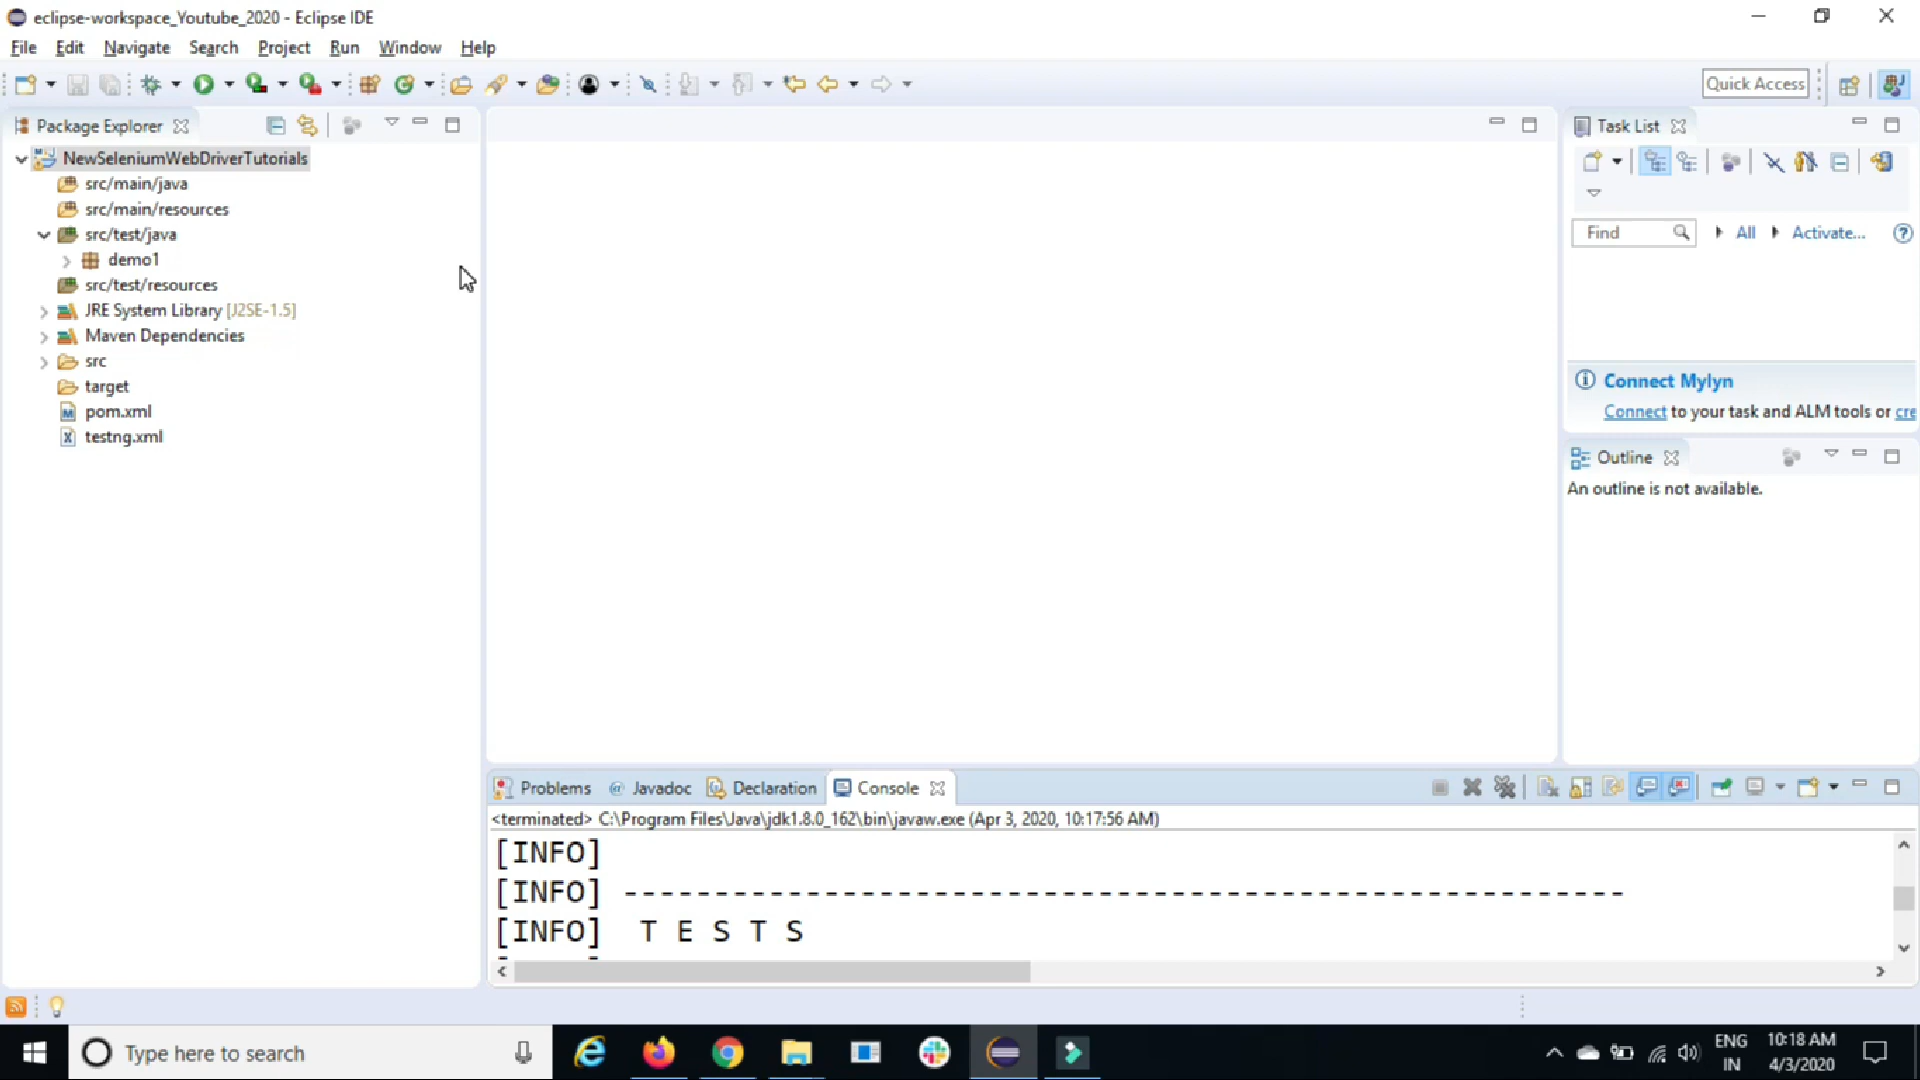 eclipse-workspace_Youtube_2020 - Eclipse IDE
File Edit Navigate Search Project Run Window Help
Quick Access
Package Explorer
NewSeleniumWebDriverTutorials
src/main/java
src/main/resources
src/test/java
demo1
src/test/resources
JRE System Library [J2SE-1.5]
Maven Dependencies
src
target
pom.xml
testng.xml
Task List
Find All Activate...
Connect Mylyn
Connect to your task and ALM tools or cre
Outline
An outline is not available.
Problems Javadoc Declaration Console
<terminated> C:\Program Files\Java\jdk1.8.0_162\bin\javaw.exe (Apr 3, 2020, 10:17:56 AM)
[INFO]
[INFO] -------------------------------------------------------
[INFO]  T E S T S
Type here to search
ENG
IN
10:18 AM
4/3/2020